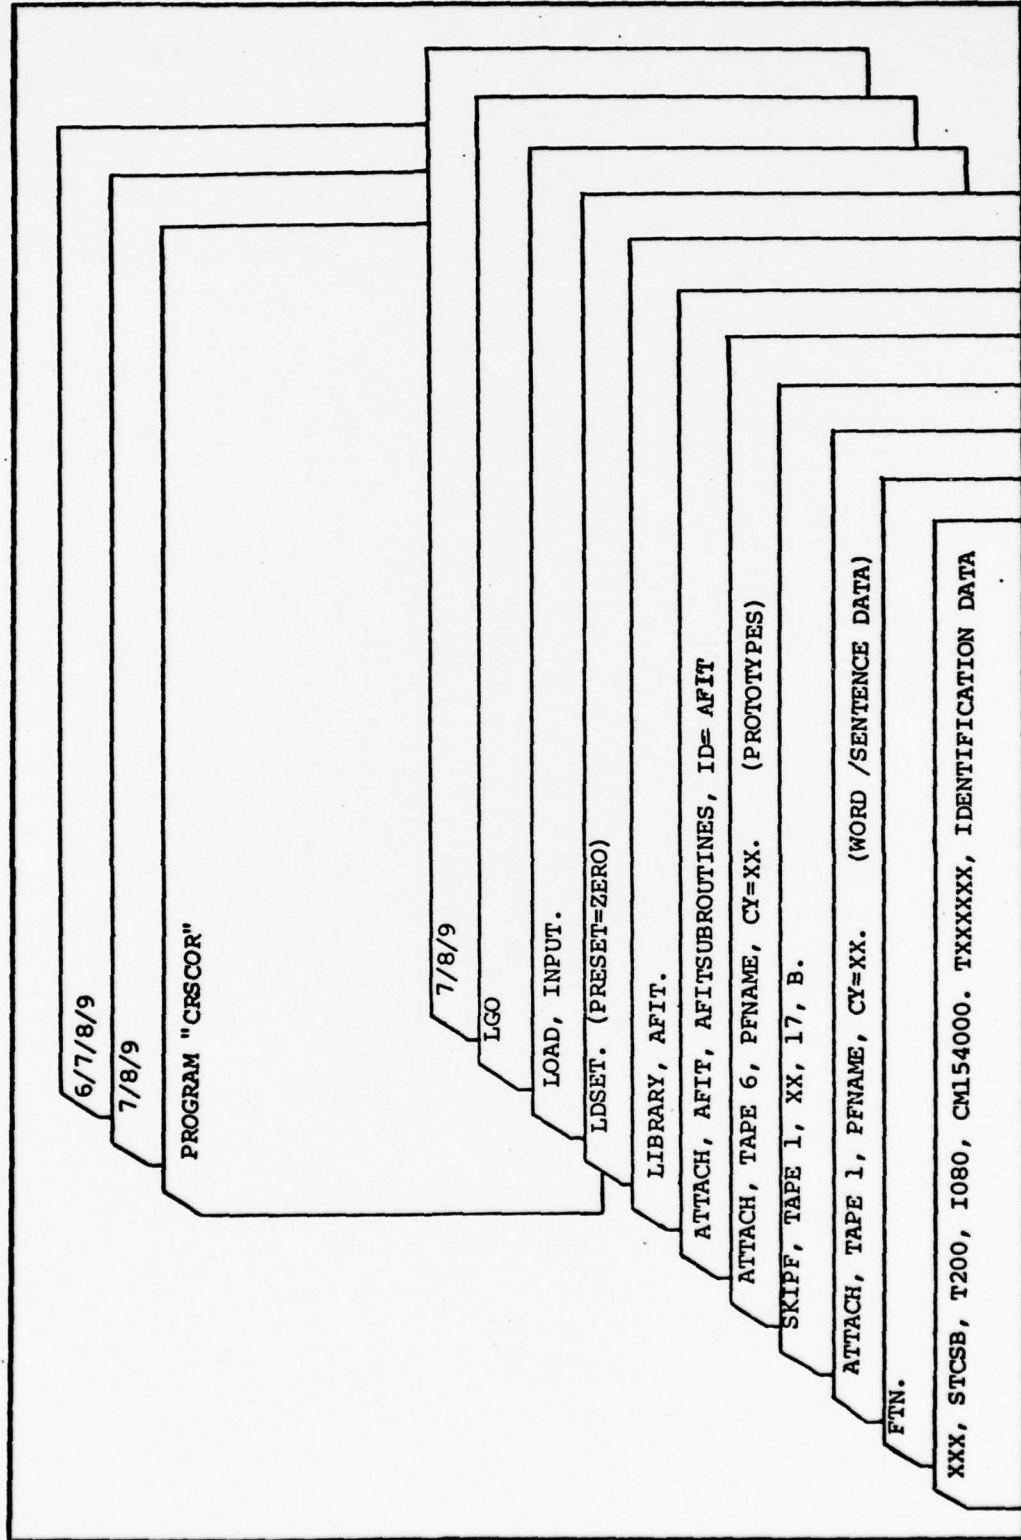 6/7/8/9
7/8/9
PROGRAM "CRSCOR"
7/8/9
LGO
LOAD, INPUT.
LDSET. (PRESET=ZERO)
LIBRARY, AFIT.
ATTACH, AFIT, AFITSUBROUTINES, ID= AFIT
ATTACH, TAPE 6, PFNAME, CY=XX. (PROTOTYPES)
SKIPF, TAPE 1, XX, 17, B.
ATTACH, TAPE 1, PFNAME, CY=XX. (WORD /SENTENCE DATA)
FTN.
XXX, STCSB, T200, IO80, CM154000. TXXXXXX, IDENTIFICATION DATA